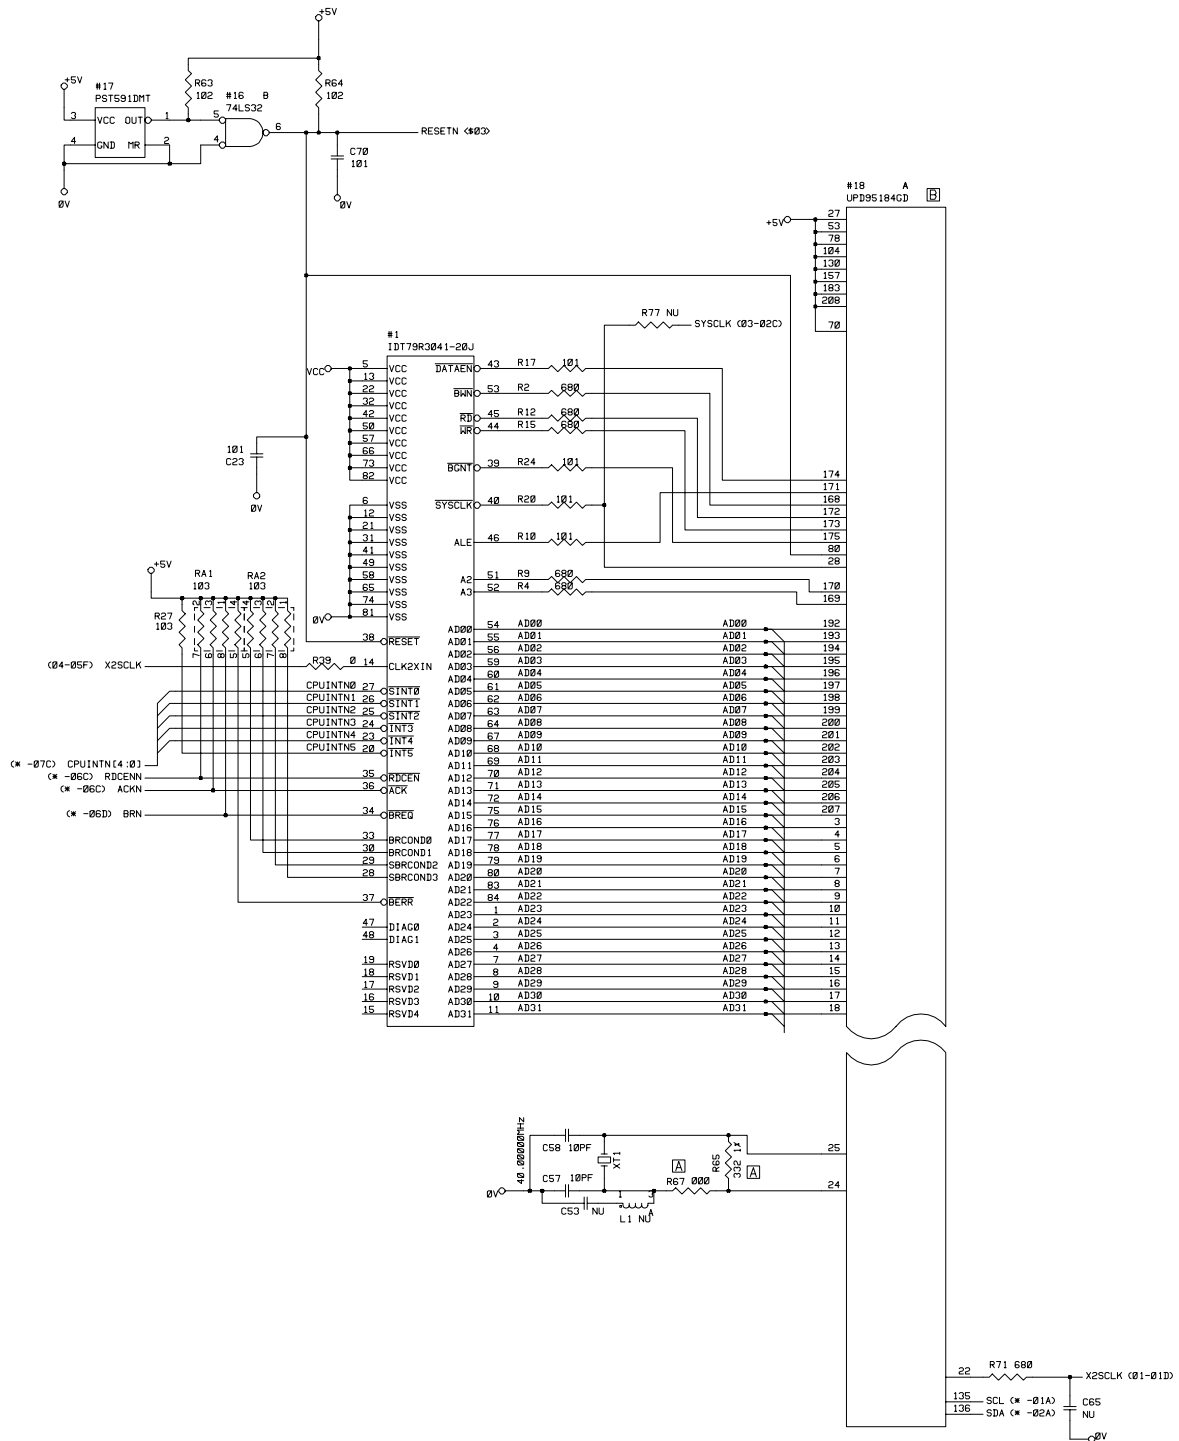 +5V
R63
102
R64
102
+5V
#17
PST591DMT
#16 B
74LS32
3 VCC OUT 1
5
6
4 GND MR 2
4
RESETN <$03>
C70
101
0V
0V
#18 A
UPD95184GD B
+5V
27
53
78
104
130
157
183
208
70
R77 NU
SYSCLK (03-02C)
#1
IDT79R3041-20J
VCC
5 VCC DATAEN 43 R17 101
13 VCC
22 VCC BWN 53 R2 680
32 VCC
42 VCC RD 45 R12 680
50 VCC WR 44 R15 680
57 VCC
66 VCC
73 VCC BGNT 39 R24 101
82 VCC
101
C23
0V
6 VSS SYSCLK 40 R20 101
12 VSS
21 VSS
31 VSS ALE 46 R10 101
41 VSS
49 VSS
58 VSS A2 51 R9 680
65 VSS A3 52 R4 680
74 VSS
81 VSS
0V
174
171
168
172
173
175
80
28
170
169
+5V
RA1
103
RA2
103
R27
103
2 3 1 4 4 3 2 1
7 6 8 5 5 6 7 8
38 RESET
(04-05F) X2SCLK R39 0 14 CLK2XIN
CPUINTN0 27 SINT0
CPUINTN1 26 SINT1
CPUINTN2 25 SINT2
CPUINTN3 24 INT3
CPUINTN4 23 INT4
CPUINTN5 20 INT5
(* -07C) CPUINTN[4:0]
(* -06C) RDCENN 35 RDCEN
(* -06C) ACKN 36 ACK
(* -06D) BRN 34 BREQ
33 BRCOND0
30 BRCOND1
29 SBRCOND2
28 SBRCOND3
37 BERR
47 DIAG0
48 DIAG1
19 RSVD0
18 RSVD1
17 RSVD2
16 RSVD3
15 RSVD4
AD00 54 AD00 AD00 192
AD01 55 AD01 AD01 193
AD02 56 AD02 AD02 194
AD03 59 AD03 AD03 195
AD04 60 AD04 AD04 196
AD05 61 AD05 AD05 197
AD06 62 AD06 AD06 198
AD07 63 AD07 AD07 199
AD08 64 AD08 AD08 200
AD09 67 AD09 AD09 201
AD10 68 AD10 AD10 202
AD11 69 AD11 AD11 203
AD12 70 AD12 AD12 204
AD13 71 AD13 AD13 205
AD14 72 AD14 AD14 206
AD15 75 AD15 AD15 207
AD16 76 AD16 AD16 3
AD17 77 AD17 AD17 4
AD18 78 AD18 AD18 5
AD19 79 AD19 AD19 6
AD20 80 AD20 AD20 7
AD21 83 AD21 AD21 8
AD22 84 AD22 AD22 9
AD23 1 AD23 AD23 10
AD24 2 AD24 AD24 11
AD25 3 AD25 AD25 12
AD26 4 AD26 AD26 13
AD27 7 AD27 AD27 14
AD28 8 AD28 AD28 15
AD29 9 AD29 AD29 16
AD30 10 AD30 AD30 17
AD31 11 AD31 AD31 18
40.00000MHz
C58 10PF
XT1
R65
332 1%
A
25
C57 10PF
A
R67 000
0V
24
C53 NU
1 3
L1 NU A
22 R71 680
X2SCLK (01-01D)
135 SCL (* -01A)
136 SDA (* -02A)
C65
NU
0V